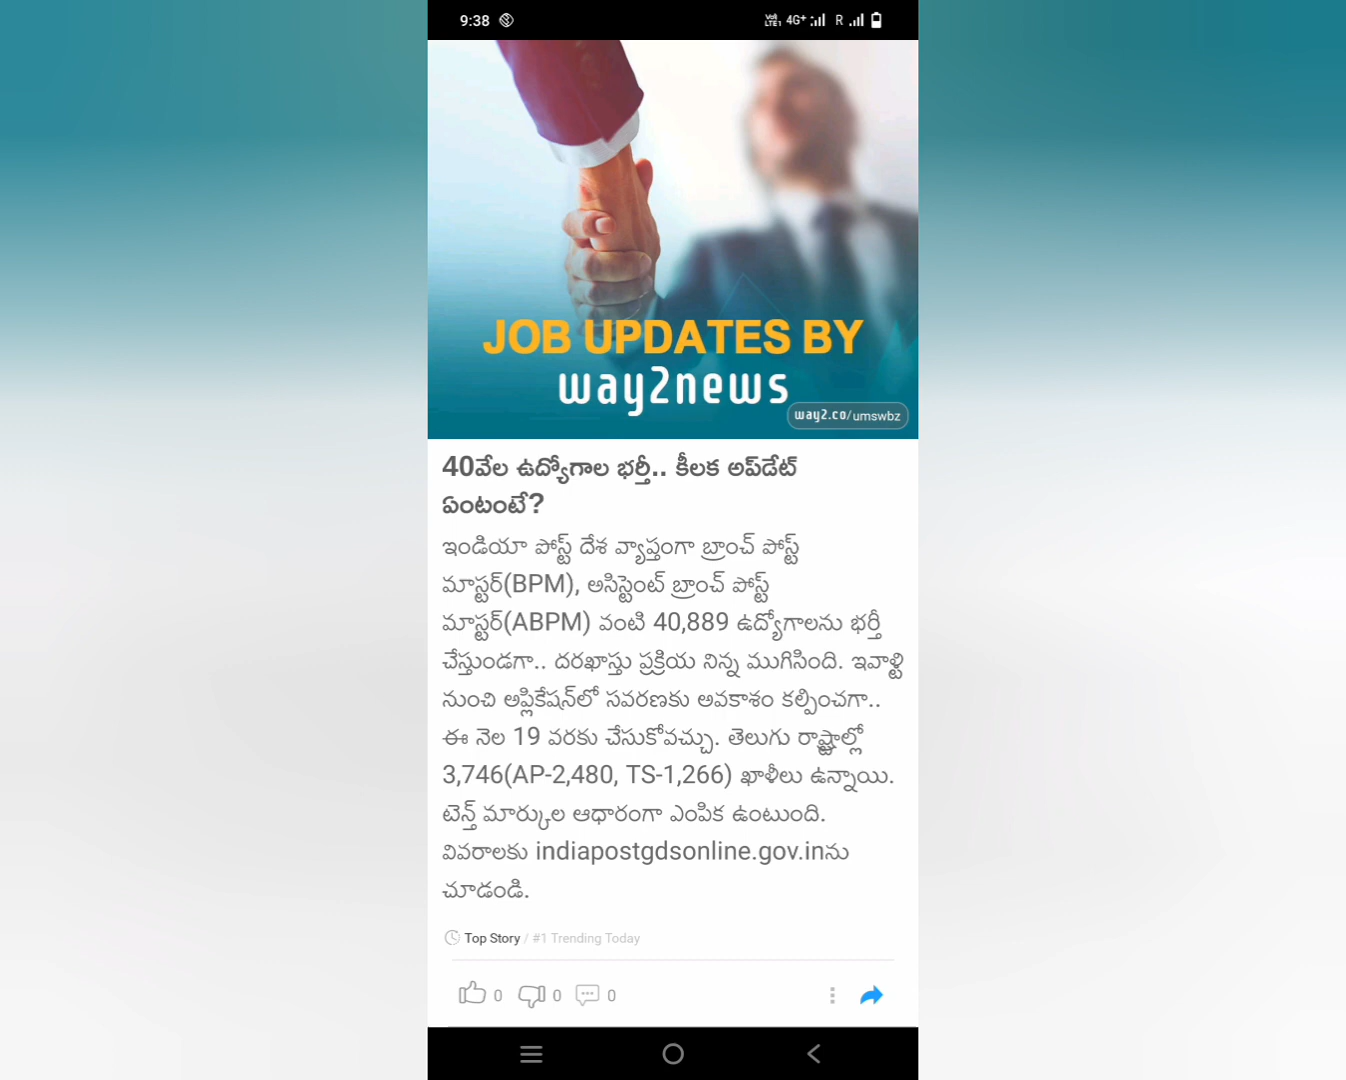 9:38
Vo) LTE1 4G+ R
JOB UPDATES BY
way2news
way2.co/umswbz
40వేల ఉద్యోగాల భర్తీ.. కీలక అప్‌డేట్
ఏంటంటే?
ఇండియా పోస్ట్ దేశ వ్యాప్తంగా బ్రాంచ్ పోస్ట్
మాస్టర్(BPM), అసిస్టెంట్ బ్రాంచ్ పోస్ట్
మాస్టర్(ABPM) వంటి 40,889 ఉద్యోగాలను భర్తీ
చేస్తుండగా.. దరఖాస్తు ప్రక్రియ నిన్న ముగిసింది. ఇవాళ్టి
నుంచి అప్లికేషన్‌లో సవరణకు అవకాశం కల్పించగా..
ఈ నెల 19 వరకు చేసుకోవచ్చు. తెలుగు రాష్ట్రాల్లో
3,746(AP-2,480, TS-1,266) ఖాళీలు ఉన్నాయి.
టెన్త్ మార్కుల ఆధారంగా ఎంపిక ఉంటుంది.
వివరాలకు indiapostgdsonline.gov.inను
చూడండి.
Top Story / #1 Trending Today
0 0 0